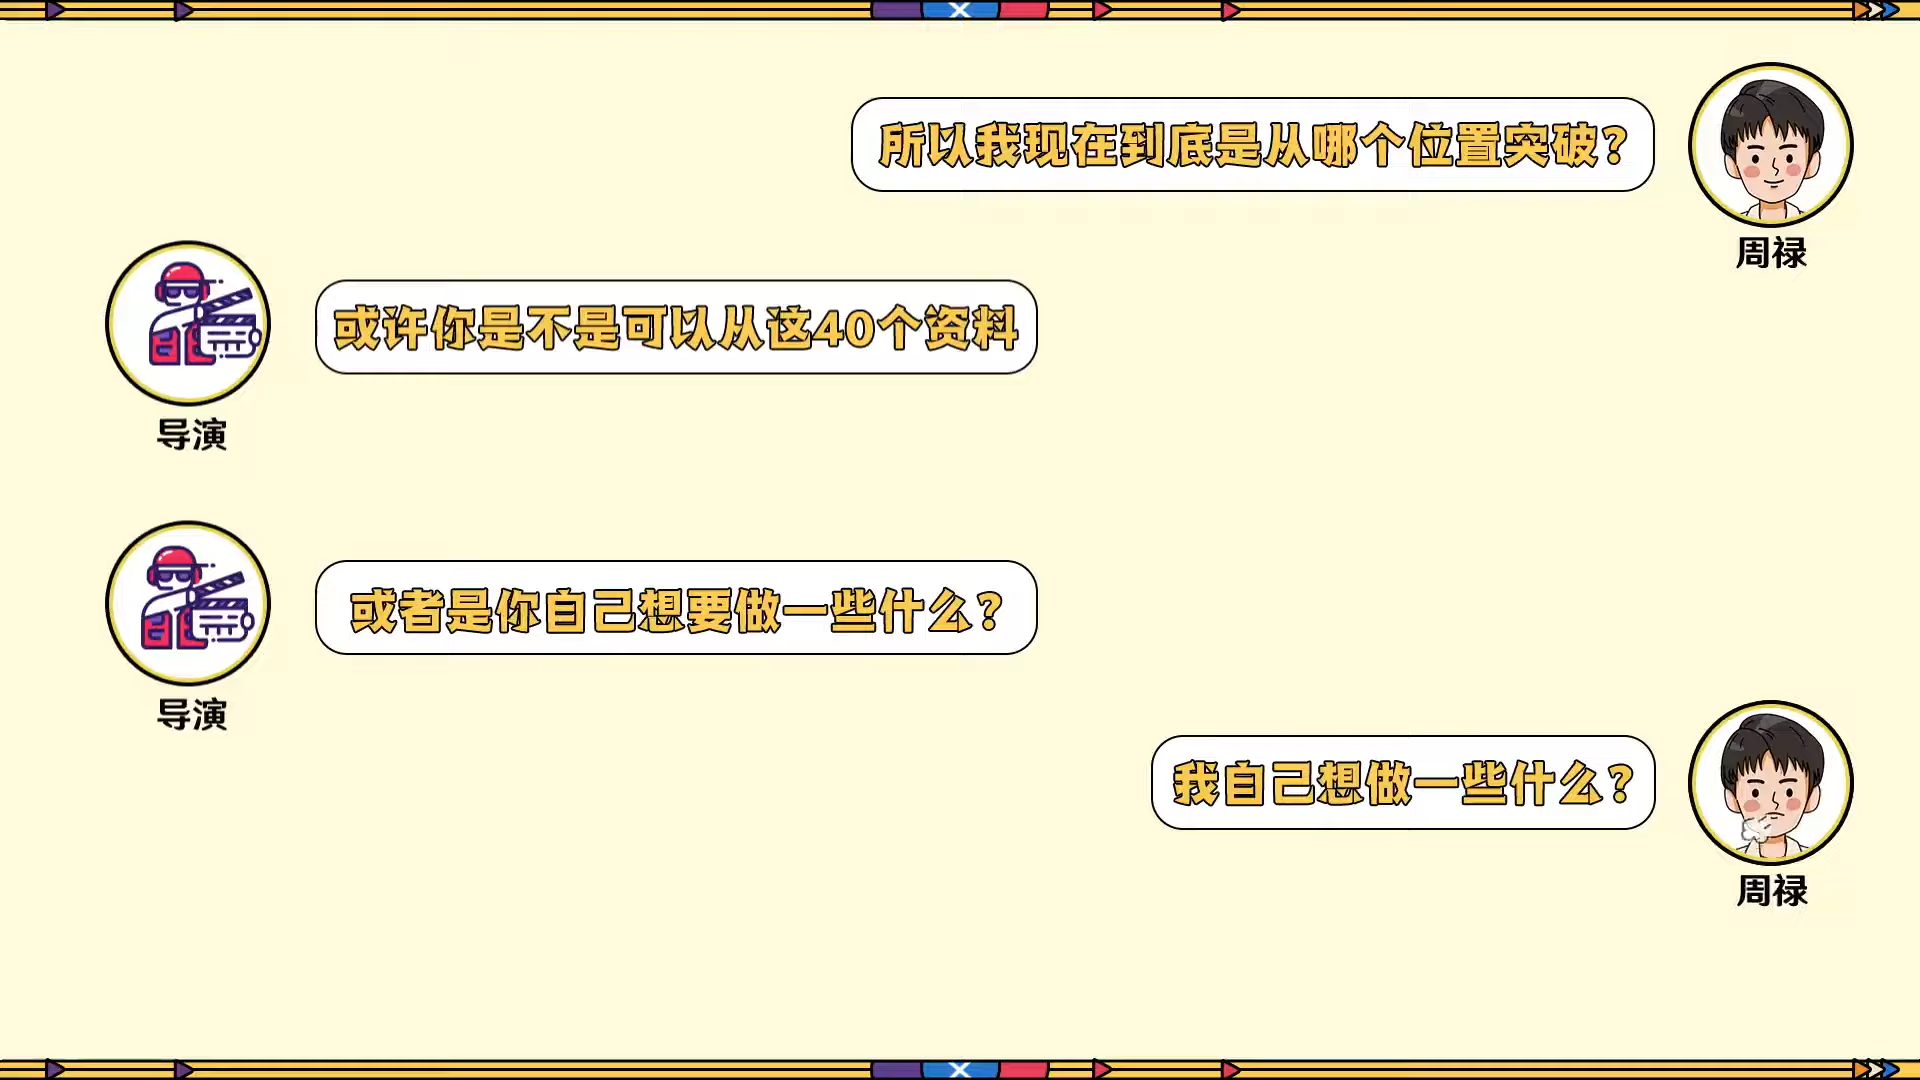 所以我现在到底是从哪个位置突破？
周禄
或许你是不是可以从这40个资料
导演
或者是你自己想要做一些什么？
导演
我自己想做一些什么？
周禄